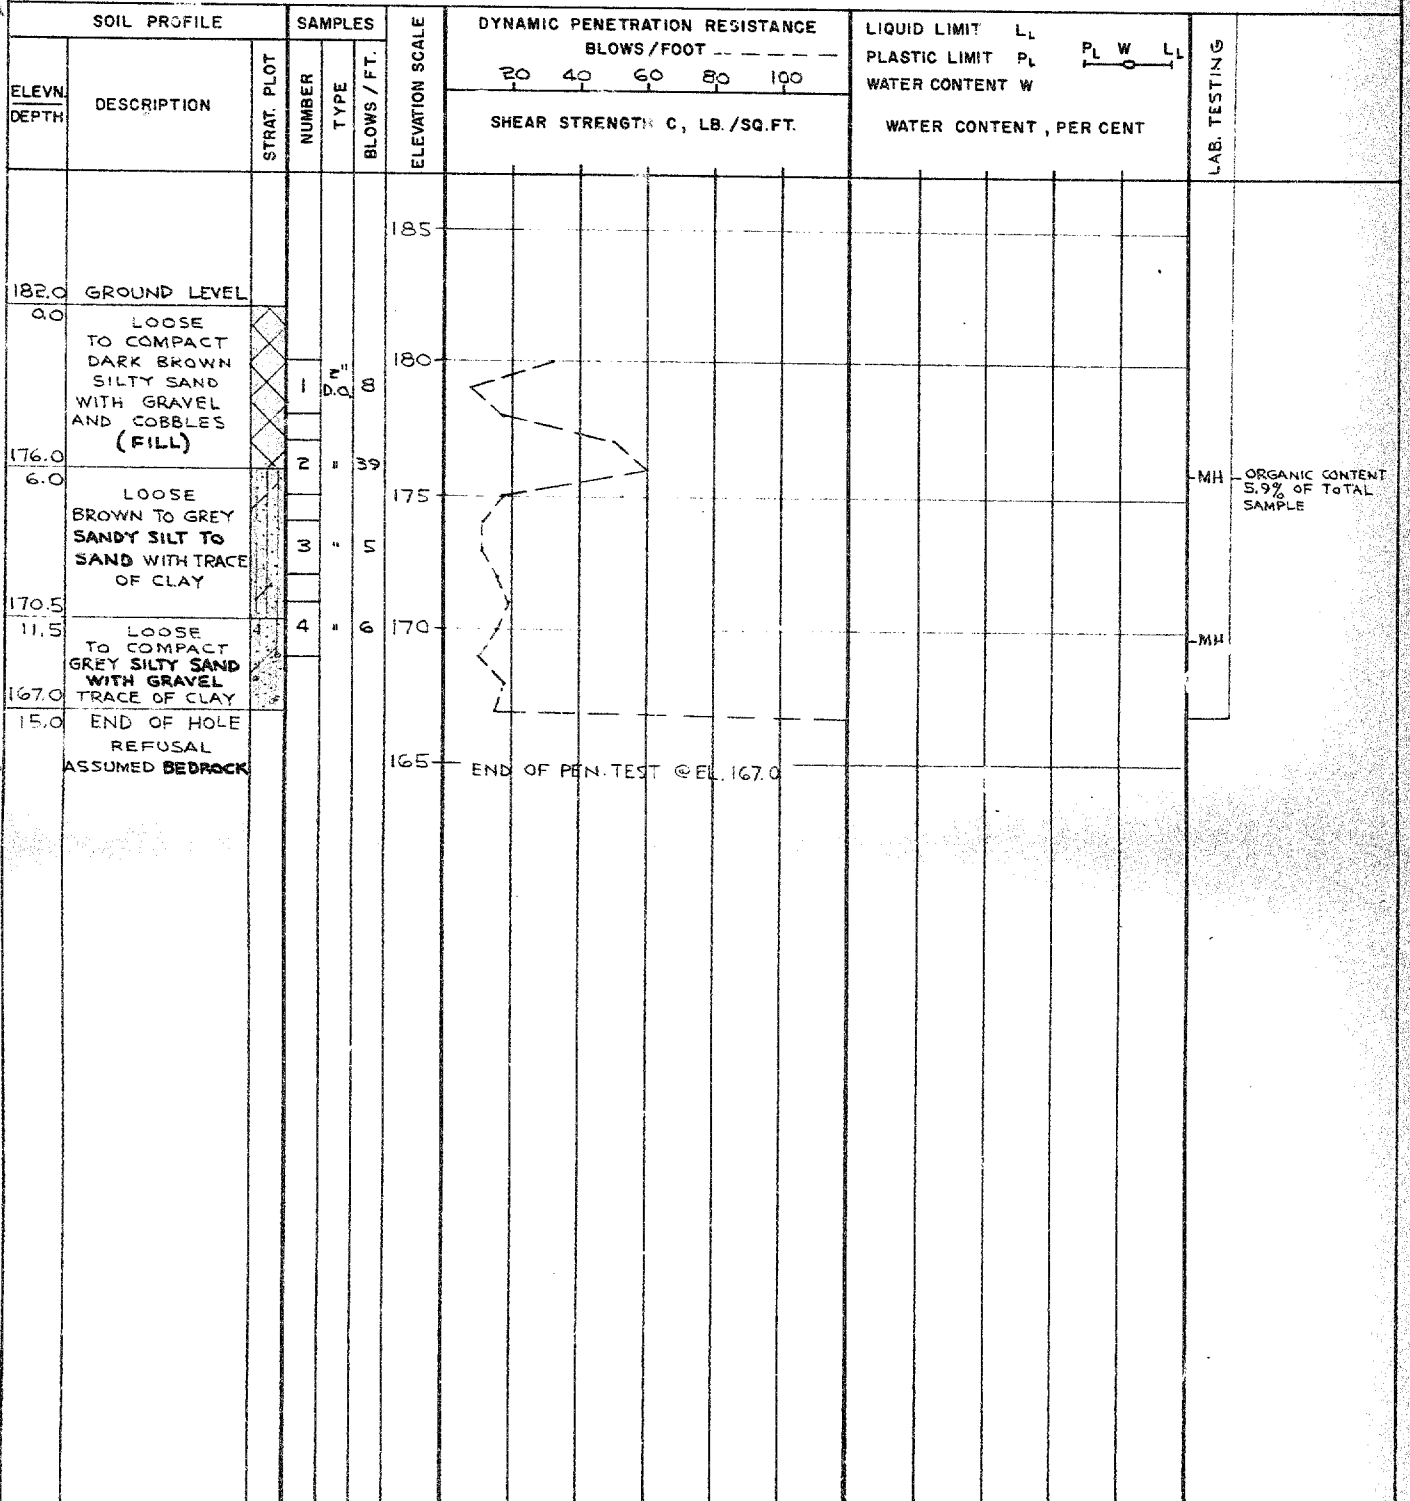 SOIL PROFILE
SAMPLES
ELEVATION SCALE
DYNAMIC PENETRATION RESISTANCE
BLOWS/FOOT
20 40 60 80 100
SHEAR STRENGTH C, LB./SQ.FT.
LIQUID LIMIT LL
PLASTIC LIMIT PL
WATER CONTENT W
PL W LL
WATER CONTENT, PER CENT
LAB. TESTING
ELEVN.
DEPTH
DESCRIPTION
STRAT. PLOT
NUMBER
TYPE
BLOWS / FT.
185
182.0 GROUND LEVEL
0.0
LOOSE
TO COMPACT
DARK BROWN
SILTY SAND
WITH GRAVEL
AND COBBLES
(FILL)
180
1 2" D.O. 8
176.0
6.0
2 " 39
175
MH
ORGANIC CONTENT
5.9% OF TOTAL
SAMPLE
LOOSE
BROWN TO GREY
SANDY SILT TO
SAND WITH TRACE
OF CLAY
3 " 5
170.5
11.5
4 " 6
170
MH
LOOSE
TO COMPACT
GREY SILTY SAND
WITH GRAVEL
TRACE OF CLAY
167.0
15.0 END OF HOLE
REFUSAL
ASSUMED BEDROCK
165
END OF PEN. TEST @ EL. 167.0